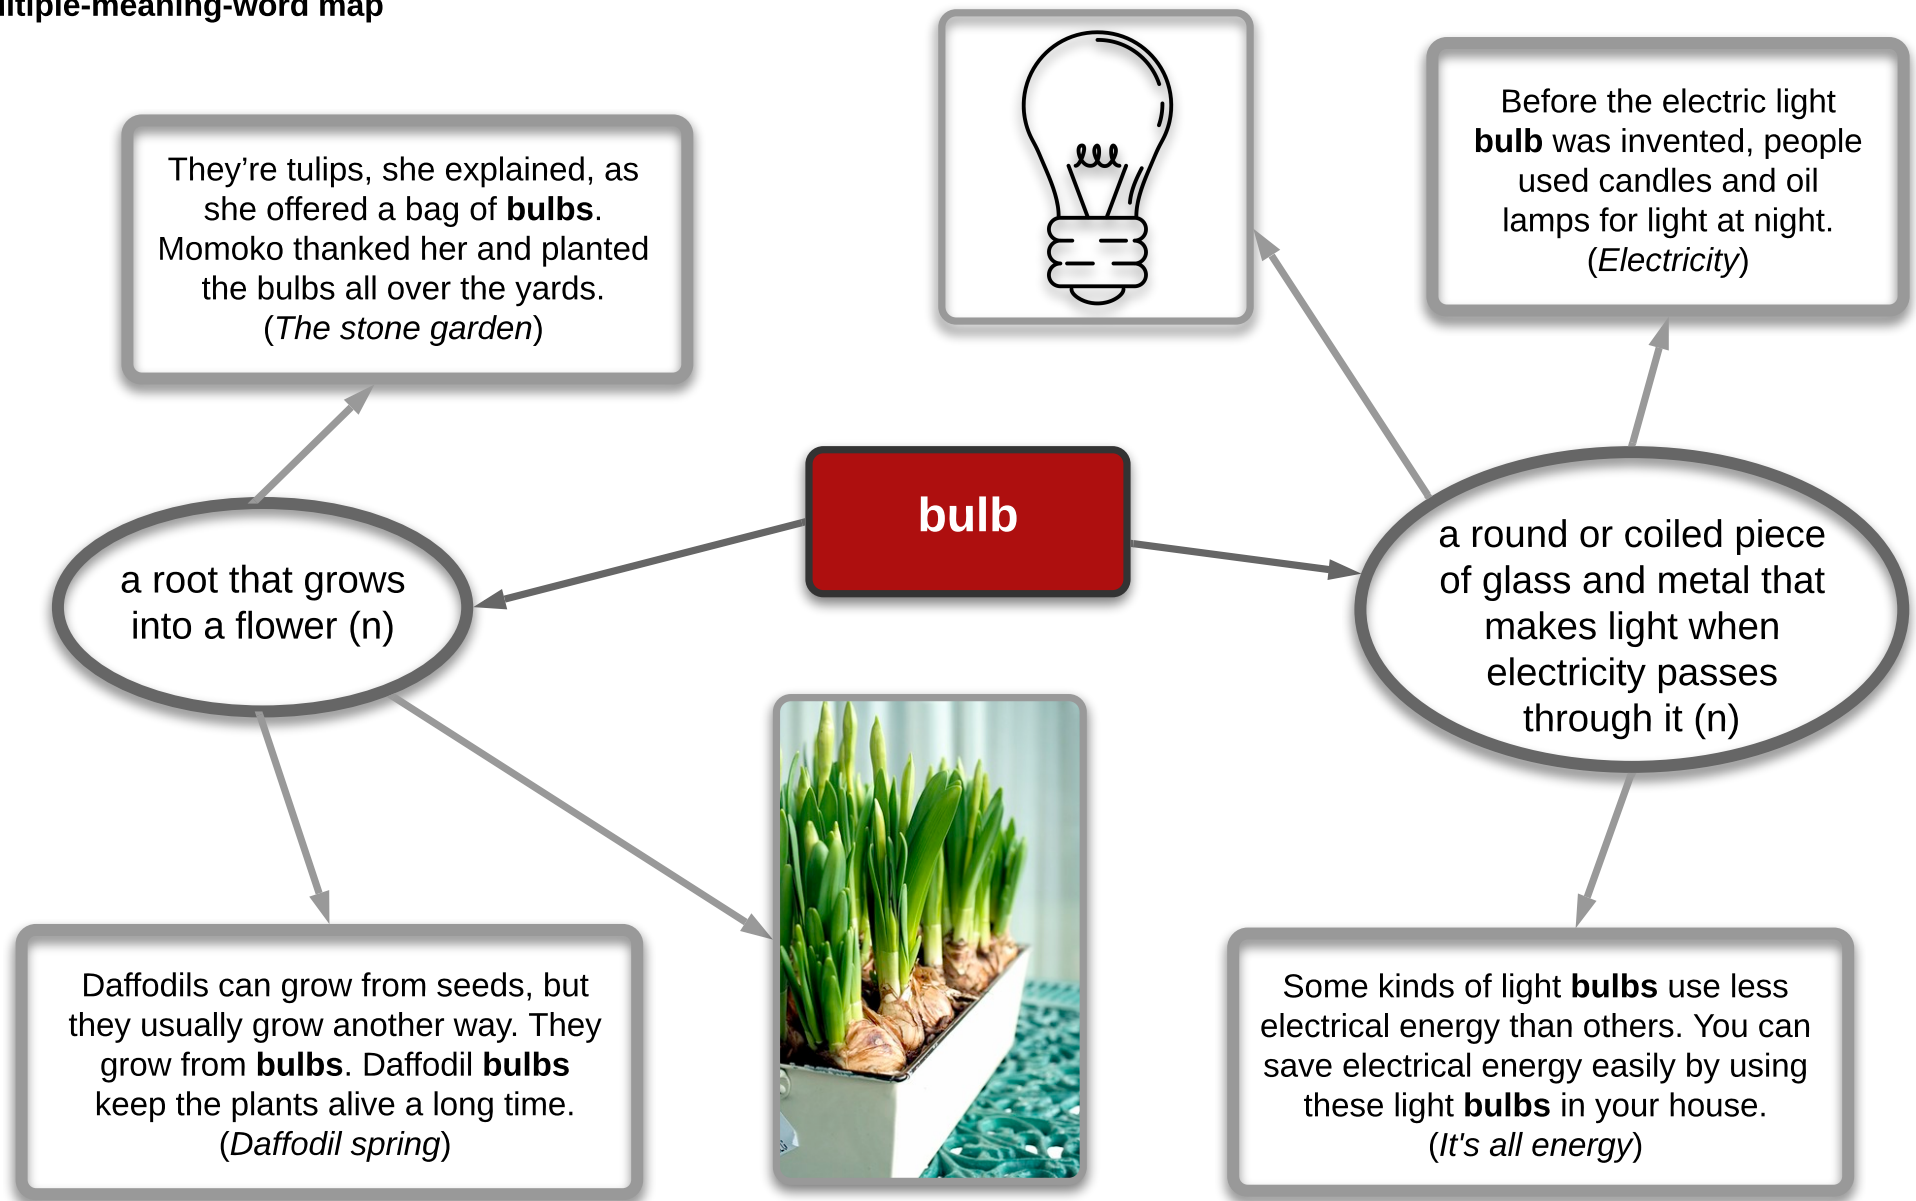 ltiple-meaning-word map
They're tulips, she explained, as
she offered a bag of bulbs.
Momoko thanked her and planted
the bulbs all over the yards.
(The stone garden)
Before the electric light
bulb was invented, people
used candles and oil
lamps for light at night.
(Electricity)
bulb
a root that grows
into a flower (n)
a round or coiled piece
of glass and metal that
makes light when
electricity passes
through it (n)
Daffodils can grow from seeds, but
they usually grow another way. They
grow from bulbs. Daffodil bulbs
keep the plants alive a long time.
(Daffodil spring)
Some kinds of light bulbs use less
electrical energy than others. You can
save electrical energy easily by using
these light bulbs in your house.
(It's all energy)